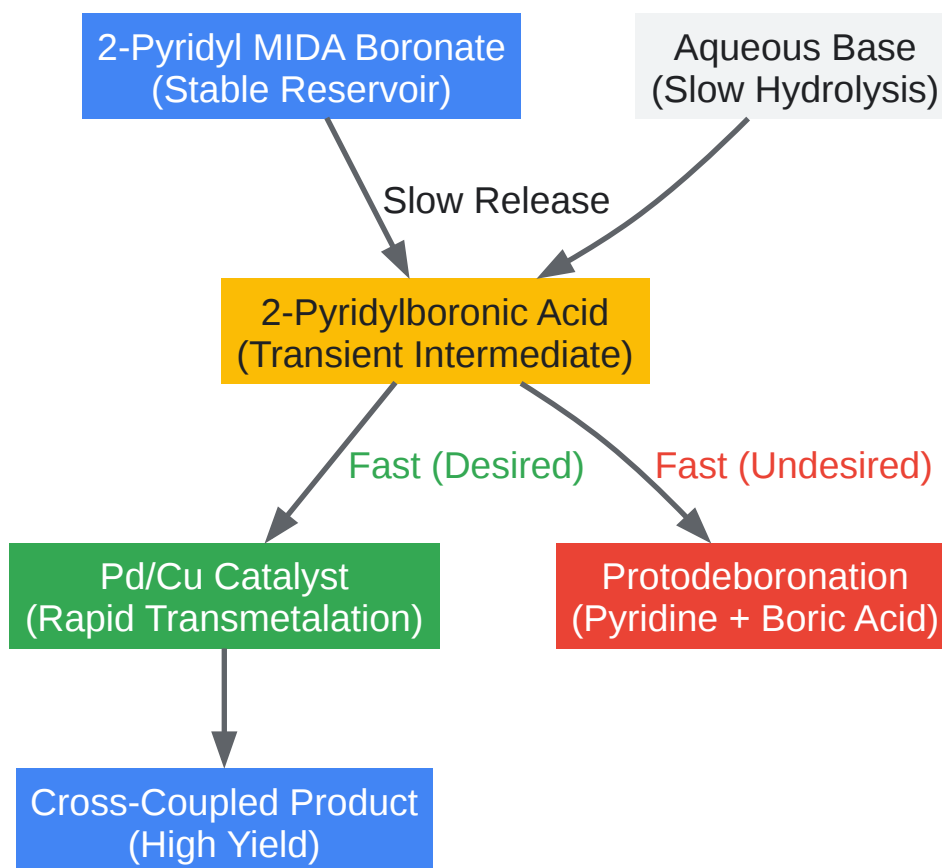 2-Pyridyl MIDA Boronate
(Stable Reservoir)
Aqueous Base
(Slow Hydrolysis)
Slow Release
2-Pyridylboronic Acid
(Transient Intermediate)
Fast (Desired)
Fast (Undesired)
Pd/Cu Catalyst
(Rapid Transmetalation)
Protodeboronation
(Pyridine + Boric Acid)
Cross-Coupled Product
(High Yield)